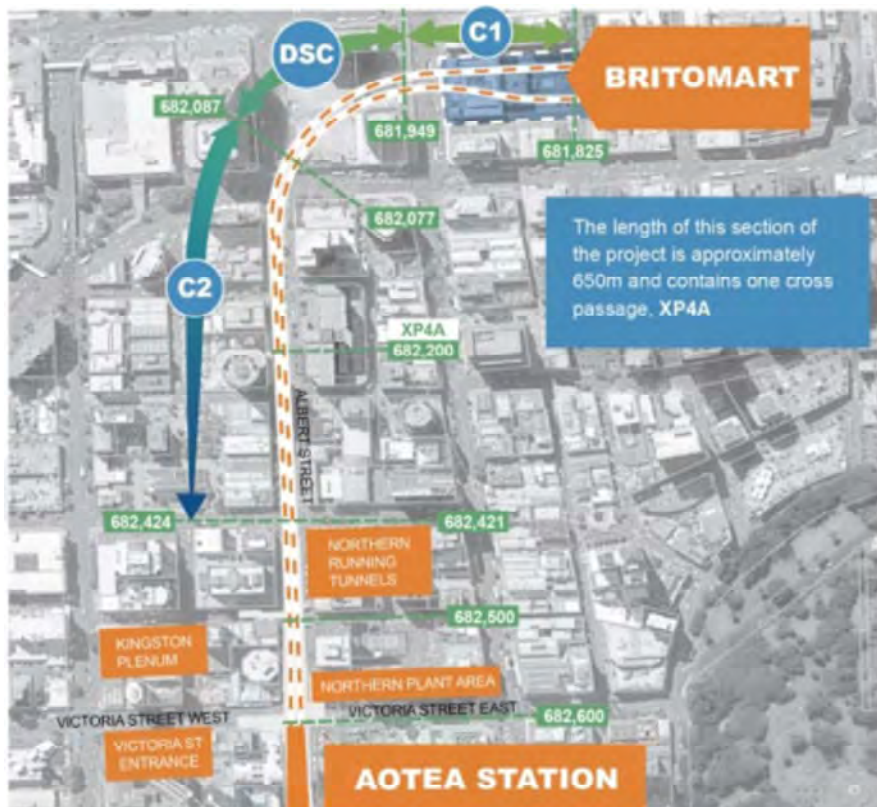 C1
DSC
BRITOMART
682,087
681,949
681,825
682,077
The length of this section of
the project is approximately
650m and contains one cross
passage, XP4A
C2
XP4A
682,200
ALBERT STREET
682,424
682,421
NORTHERN
RUNNING
TUNNELS
682,500
KINGSTON
PLENUM
NORTHERN PLANT AREA
VICTORIA STREET WEST
VICTORIA STREET EAST
682,600
VICTORIA ST
ENTRANCE
AOTEA STATION